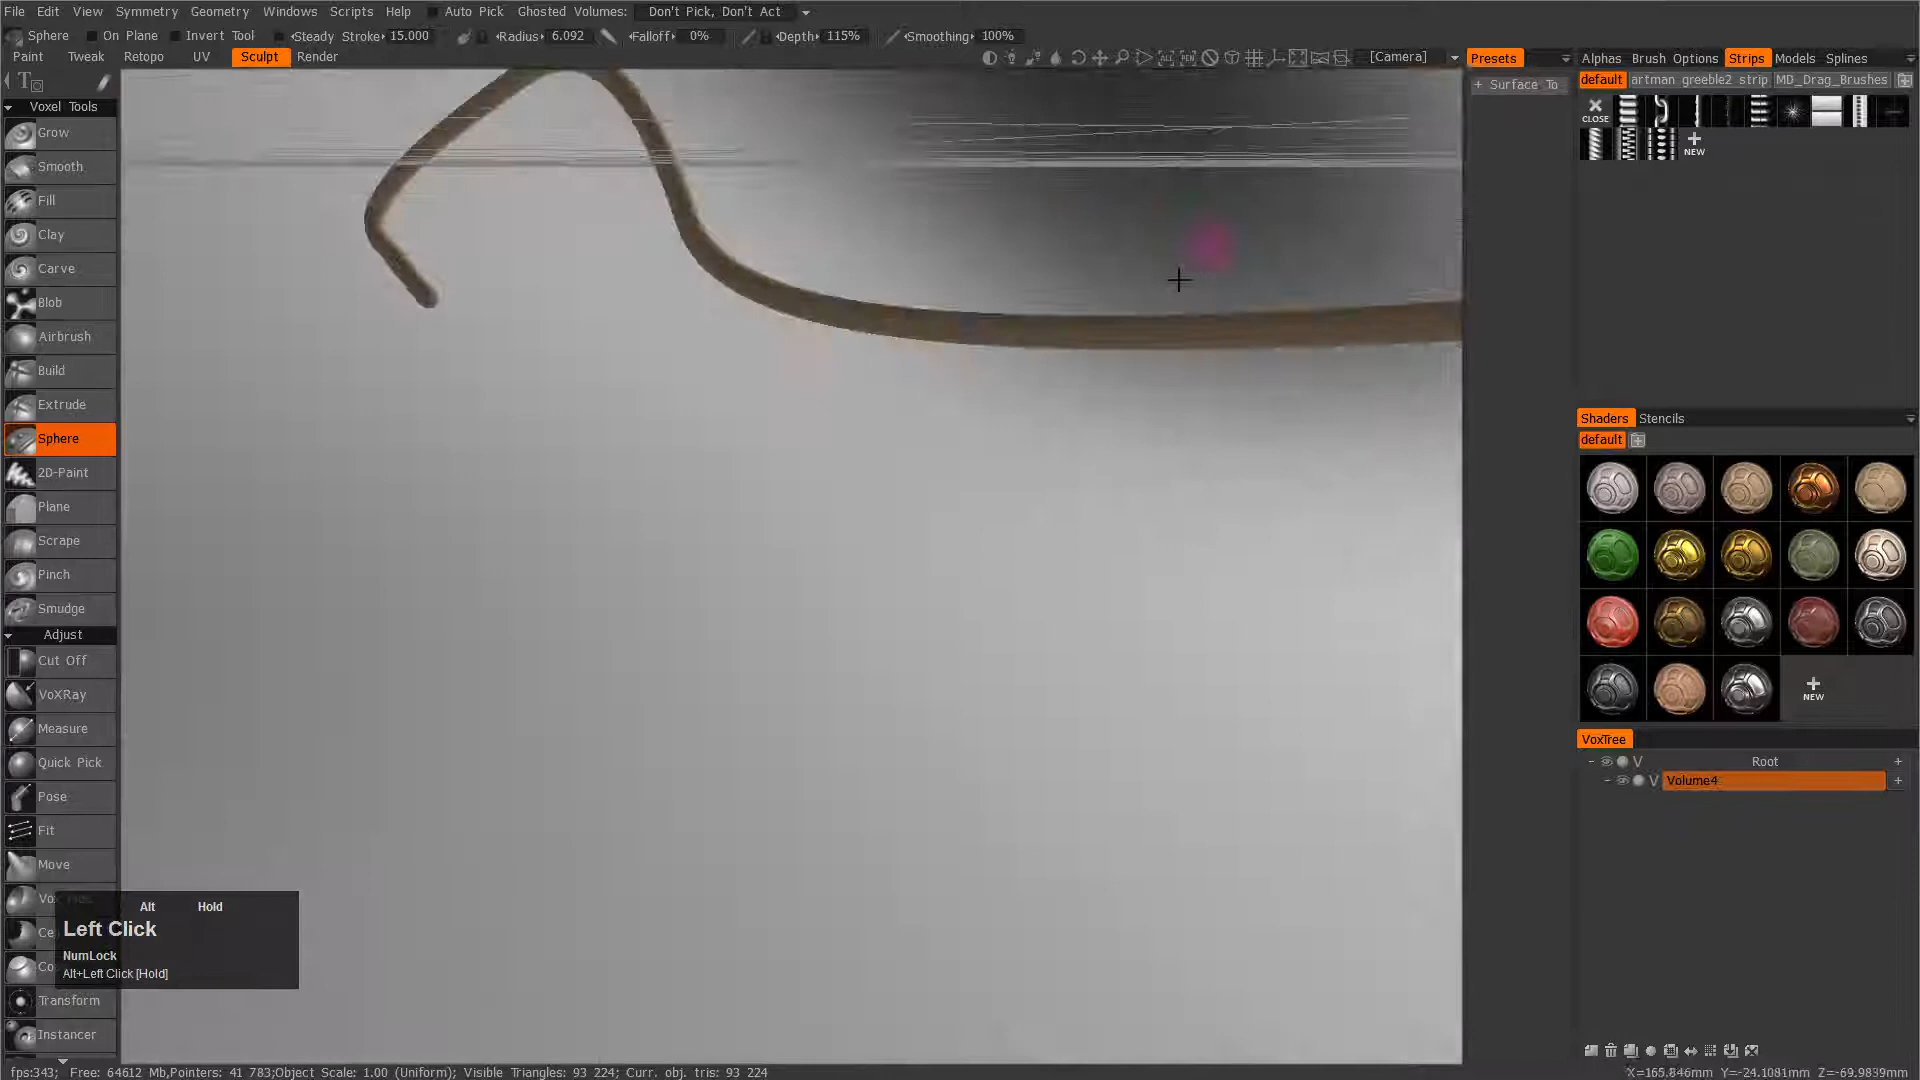 File Edit View Symmetry Geometry Windows Scripts Help Auto Pick Ghosted Volumes: Don't Pick, Don't Act
Sphere On Plane Invert Tool Steady Stroke 15.000 Radius 6.092 Falloff 0% Depth 115% Smoothing 100%
Paint Tweak Retopo UV Sculpt Render [Camera] Presets Alphas Brush Options Strips Models Splines
+ Surface To default artman greeble2 strip MD_Drag_Brushes
Voxel Tools
CLOSE
NEW
Grow
Smooth
Fill
Clay
Carve
Blob
Airbrush
Build
Extrude
Sphere
2D-Paint
Plane
Scrape
Pinch
Smudge
Adjust
Cut Off
VoXRay
Measure
Quick Pick
Pose
Fit
Move
Transform
Instancer
Shaders Stencils
default
NEW
VoxTree
V Root +
V Volume4 +
Alt Hold
Left Click
NumLock
Alt+Left Click [Hold]
fps:343; Free: 64612 Mb,Pointers: 41 783;Object Scale: 1.00 (Uniform); Visible Triangles: 93 224; Curr. obj. tris: 93 224 X=165.846mm Y=-24.1081mm Z=-69.9839mm